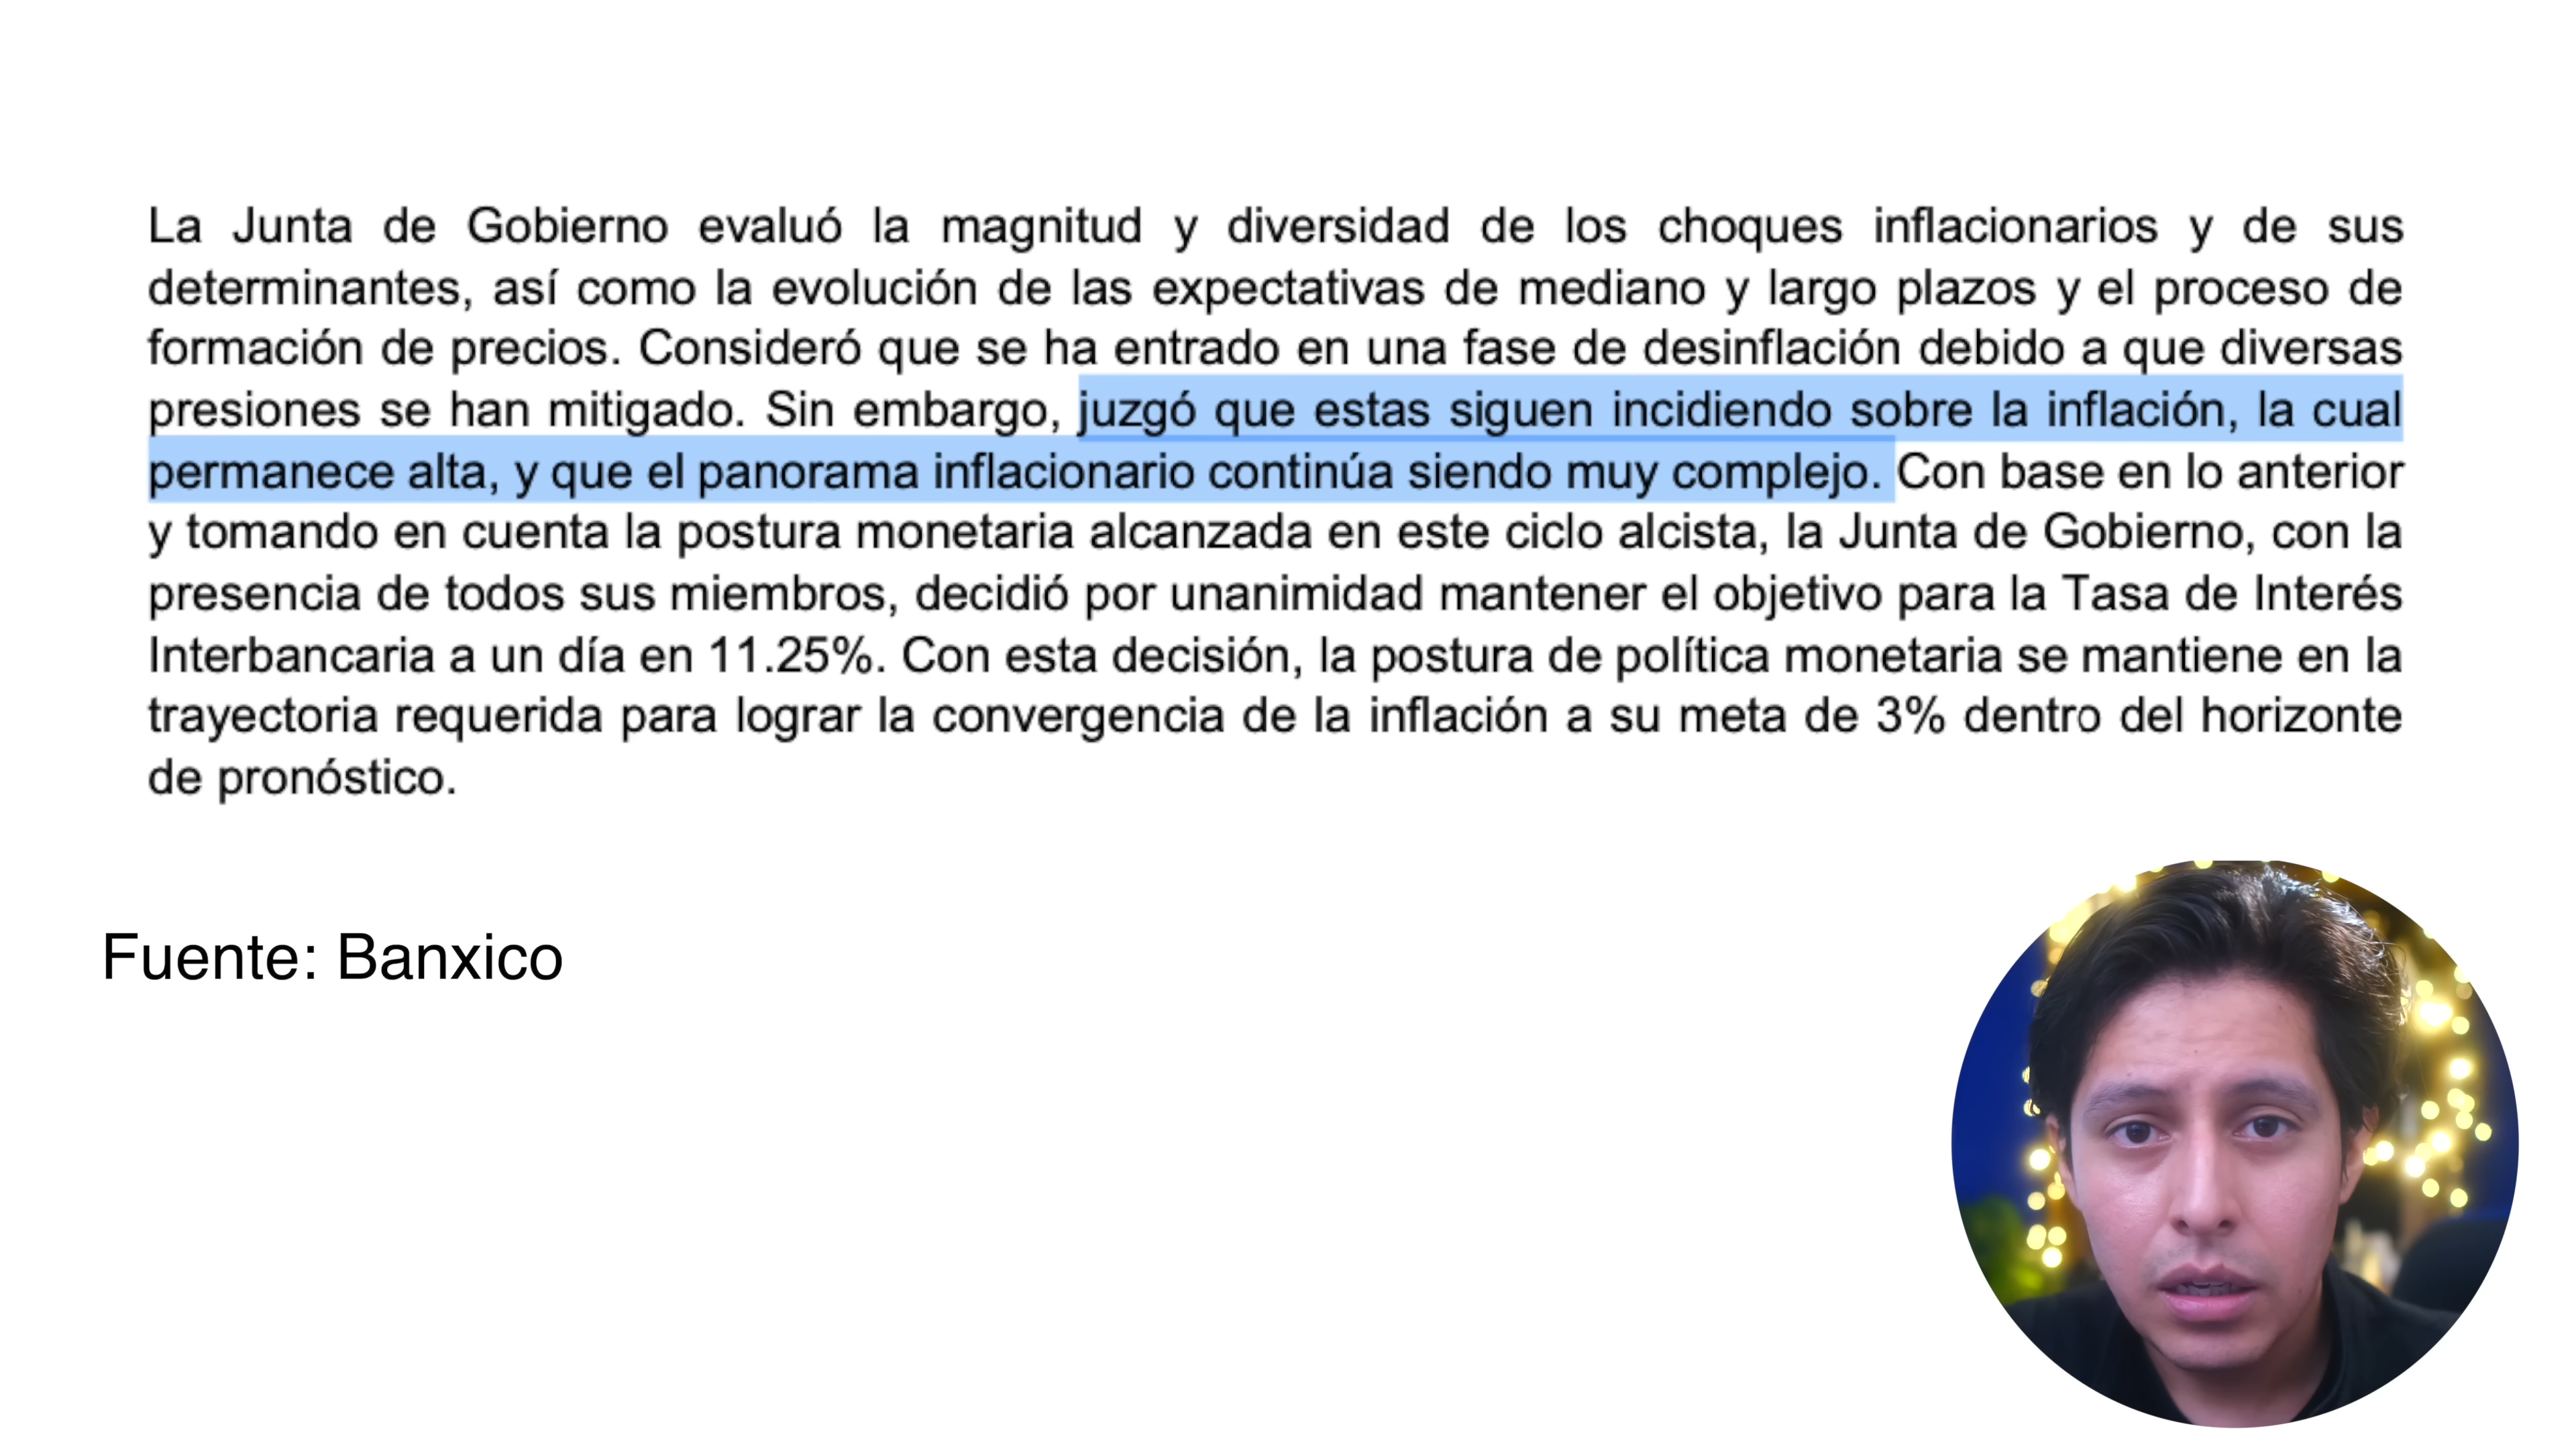 La Junta de Gobierno evaluó la magnitud y diversidad de los choques inflacionarios y de sus
determinantes, así como la evolución de las expectativas de mediano y largo plazos y el proceso de
formación de precios. Consideró que se ha entrado en una fase de desinflación debido a que diversas
presiones se han mitigado. Sin embargo, juzgó que estas siguen incidiendo sobre la inflación, la cual
permanece alta, y que el panorama inflacionario continúa siendo muy complejo. Con base en lo anterior
y tomando en cuenta la postura monetaria alcanzada en este ciclo alcista, la Junta de Gobierno, con la
presencia de todos sus miembros, decidió por unanimidad mantener el objetivo para la Tasa de Interés
Interbancaria a un día en 11.25%. Con esta decisión, la postura de política monetaria se mantiene en la
trayectoria requerida para lograr la convergencia de la inflación a su meta de 3% dentro del horizonte
de pronóstico.
Fuente: Banxico